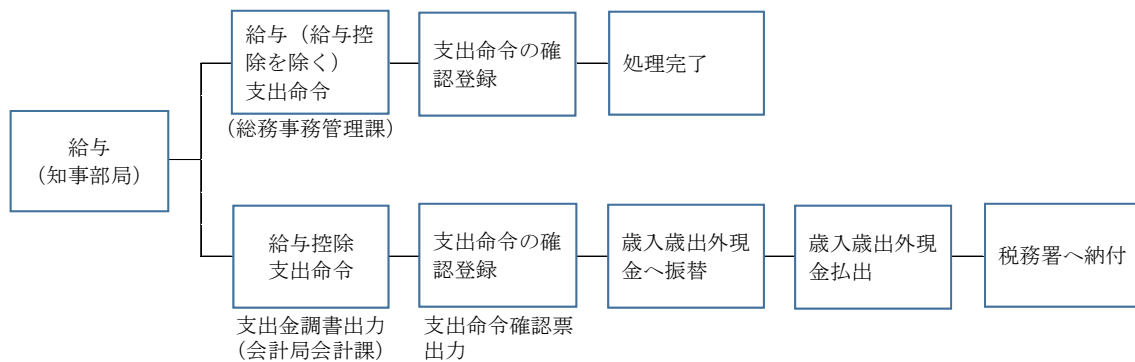 給与
（知事部局）
給与（給与控
除を除く）
支出命令
（総務事務管理課）
支出命令の確
認登録
処理完了
給与控除
支出命令
支出金調書出力
（会計局会計課）
支出命令の確
認登録
支出命令確認票
出力
歳入歳出外現
金へ振替
歳入歳出外現
金払出
税務署へ納付